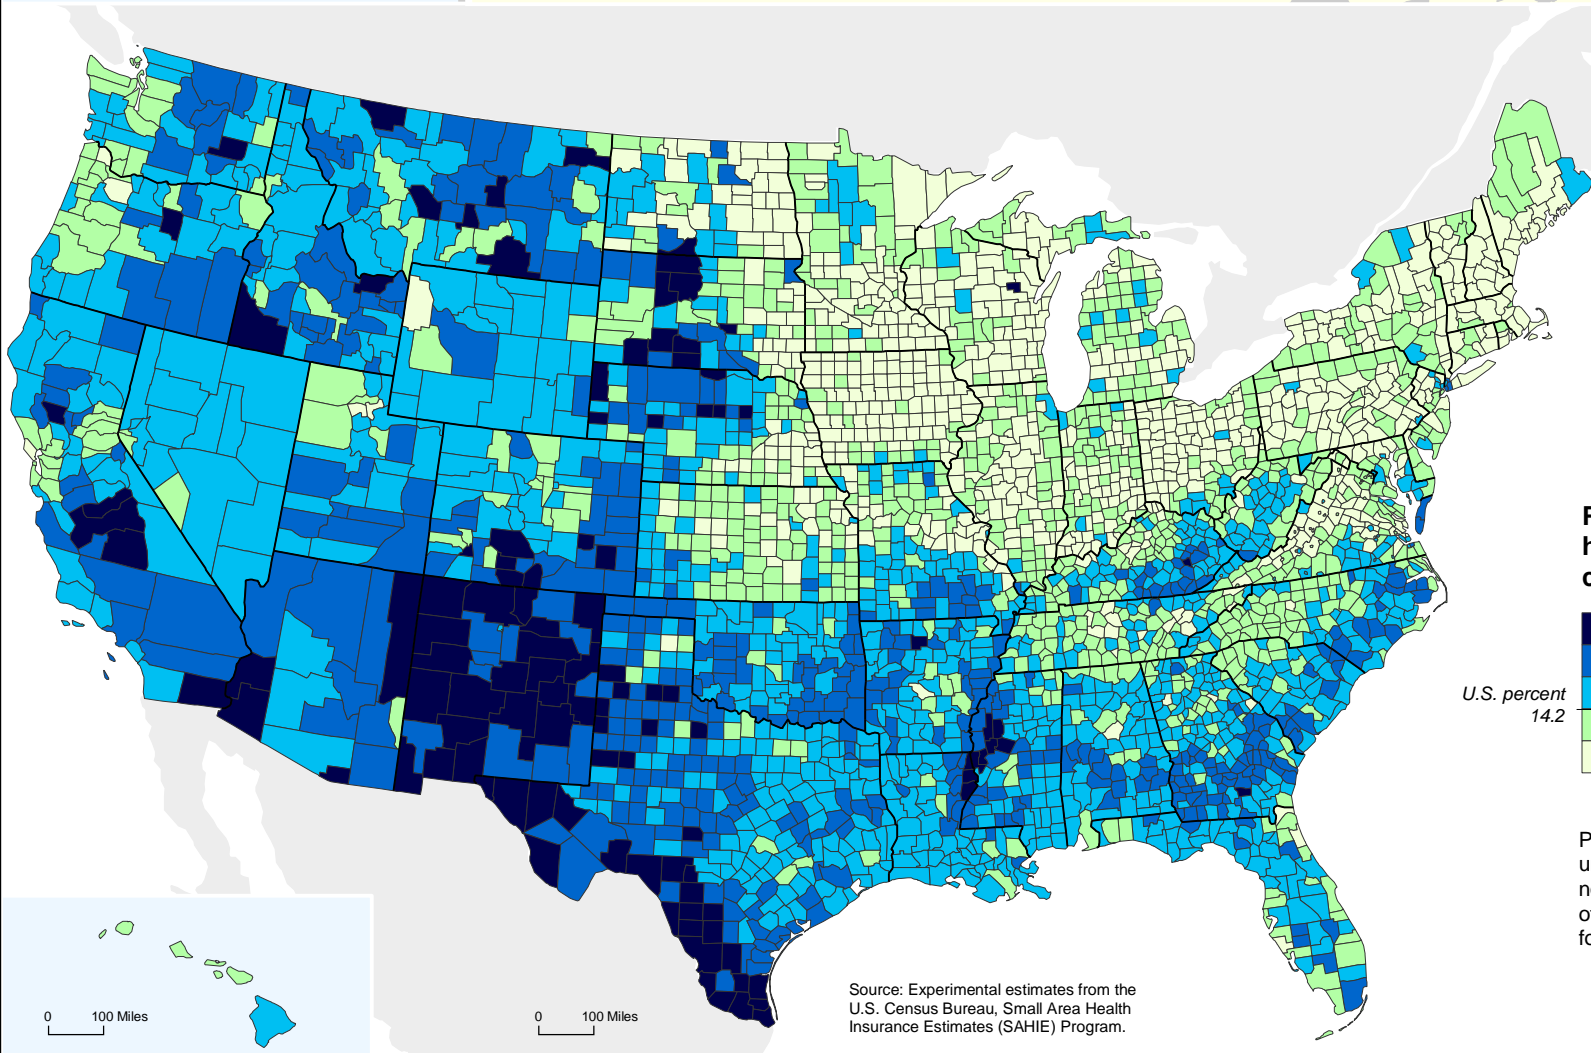 U.S. percent
14.2
0 100 Miles
0 100 Miles
Source: Experimental estimates from the
U.S. Census Bureau, Small Area Health
Insurance Estimates (SAHIE) Program.